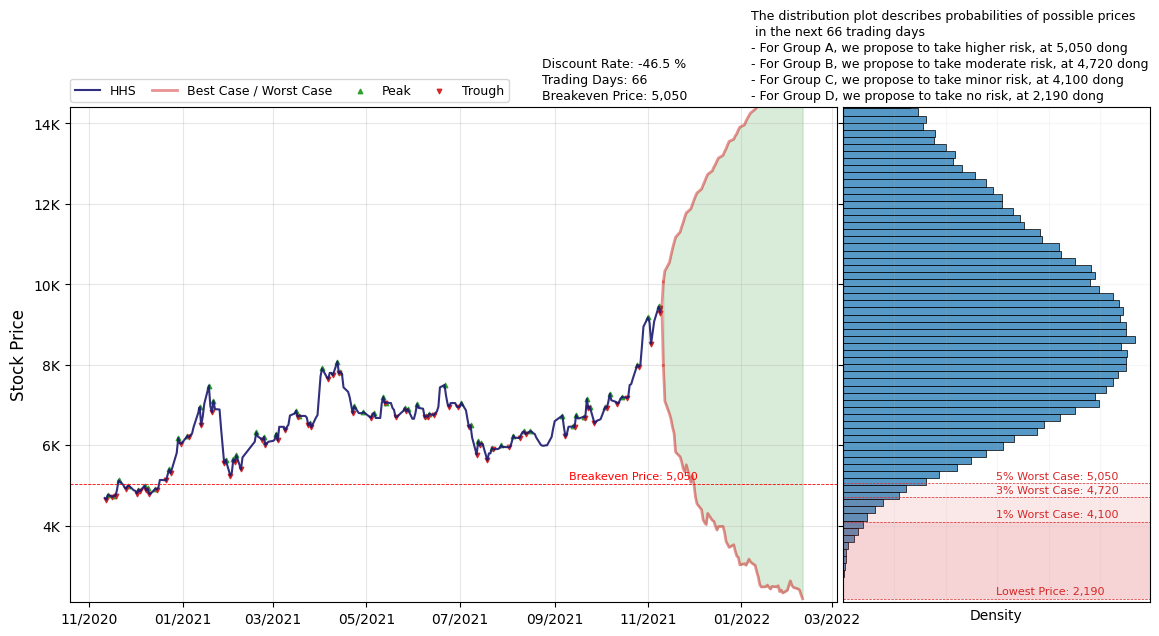 The distribution plot describes probabilities of possible prices
in the next 66 trading days
- For Group A, we propose to take higher risk, at 5,050 dong
- For Group B, we propose to take moderate risk, at 4,720 dong
- For Group C, we propose to take minor risk, at 4,100 dong
- For Group D, we propose to take no risk, at 2,190 dong
Discount Rate: -46.5 %
Trading Days: 66
Breakeven Price: 5,050
HHS Best Case / Worst Case Peak Trough
Stock Price
14K
12K
10K
8K
6K
4K
Breakeven Price: 5,050
5% Worst Case: 5,050
3% Worst Case: 4,720
1% Worst Case: 4,100
Lowest Price: 2,190
11/2020 01/2021 03/2021 05/2021 07/2021 09/2021 11/2021 01/2022 03/2022
Density